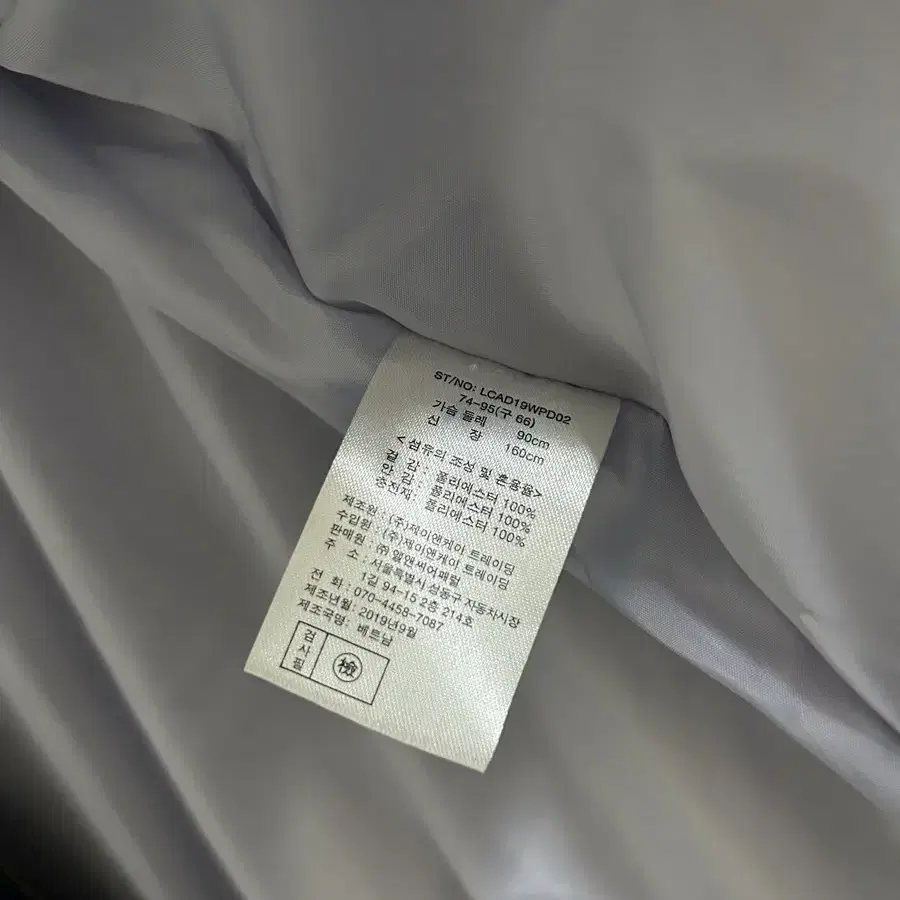 ST/NO: LCAD19WPD02
74-95(구 66)
가슴 둘레 90cm
신 장 160cm
<섬유의 조성 및 혼용율>
겉 감 : 폴리에스터 100%
안 감 : 폴리에스터 100%
충전재 : 폴리에스터 100%
제조원 : (주)제이앤케이 트레이딩
수입원 : (주)제이앤케이 트레이딩
판매원 : ㈜ 엘앤씨어패럴
주 소 : 서울특별시 성동구 자동차시장
1길 94-15 2층 214호
전 화 : 070-4458-7087
제조년월: 2019년9월
제조국명: 베트남
검사필 檢